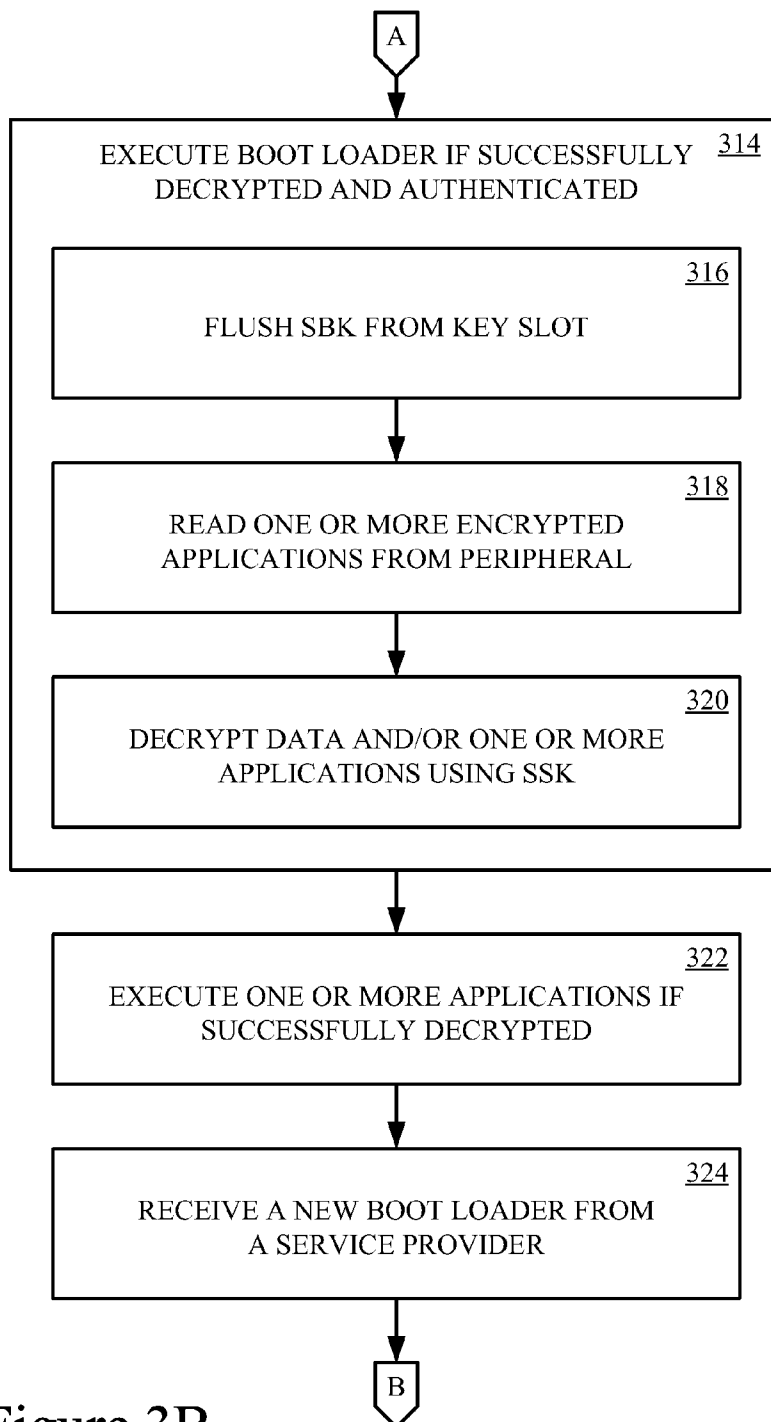 A
314
EXECUTE BOOT LOADER IF SUCCESSFULLY
DECRYPTED AND AUTHENTICATED
316
FLUSH SBK FROM KEY SLOT
318
READ ONE OR MORE ENCRYPTED
APPLICATIONS FROM PERIPHERAL
320
DECRYPT DATA AND/OR ONE OR MORE
APPLICATIONS USING SSK
322
EXECUTE ONE OR MORE APPLICATIONS IF
SUCCESSFULLY DECRYPTED
324
RECEIVE A NEW BOOT LOADER FROM
A SERVICE PROVIDER
B
Figure 3B